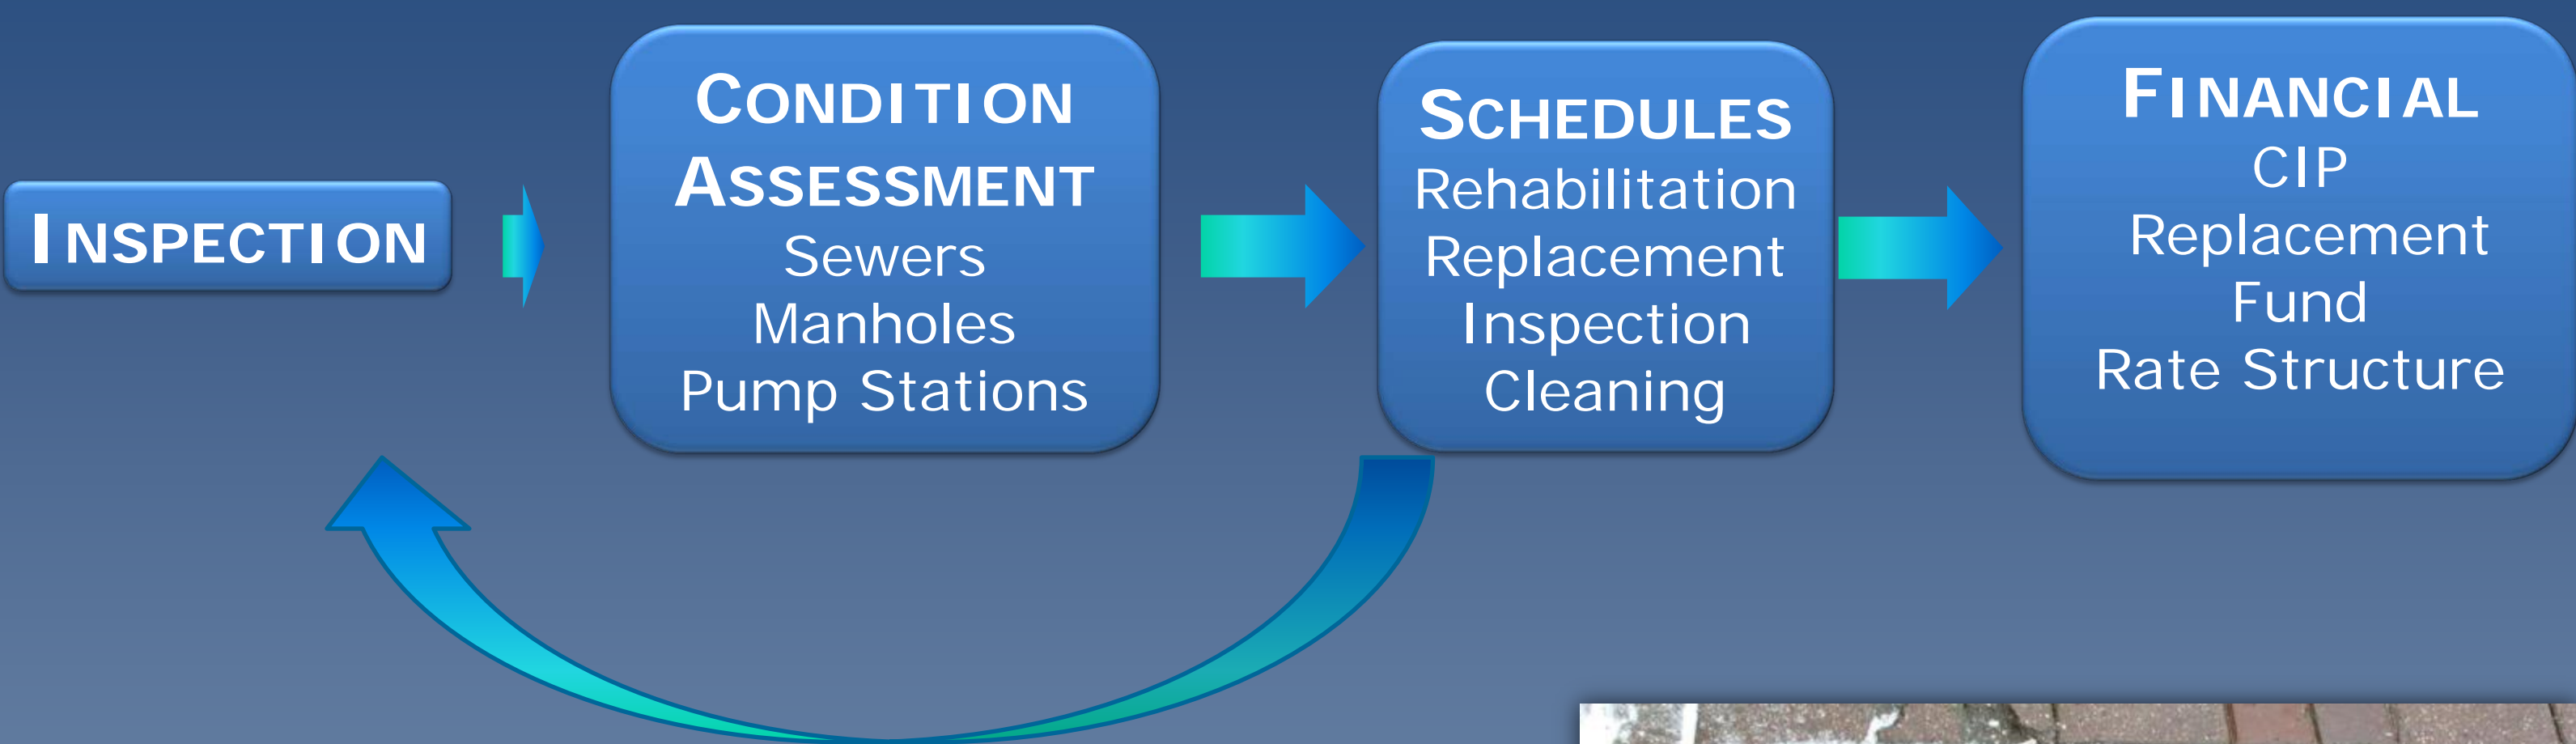 INSPECTION
CONDITION
ASSESSMENT
Sewers
Manholes
Pump Stations
SCHEDULES
Rehabilitation
Replacement
Inspection
Cleaning
FINANCIAL
CIP
Replacement
Fund
Rate Structure